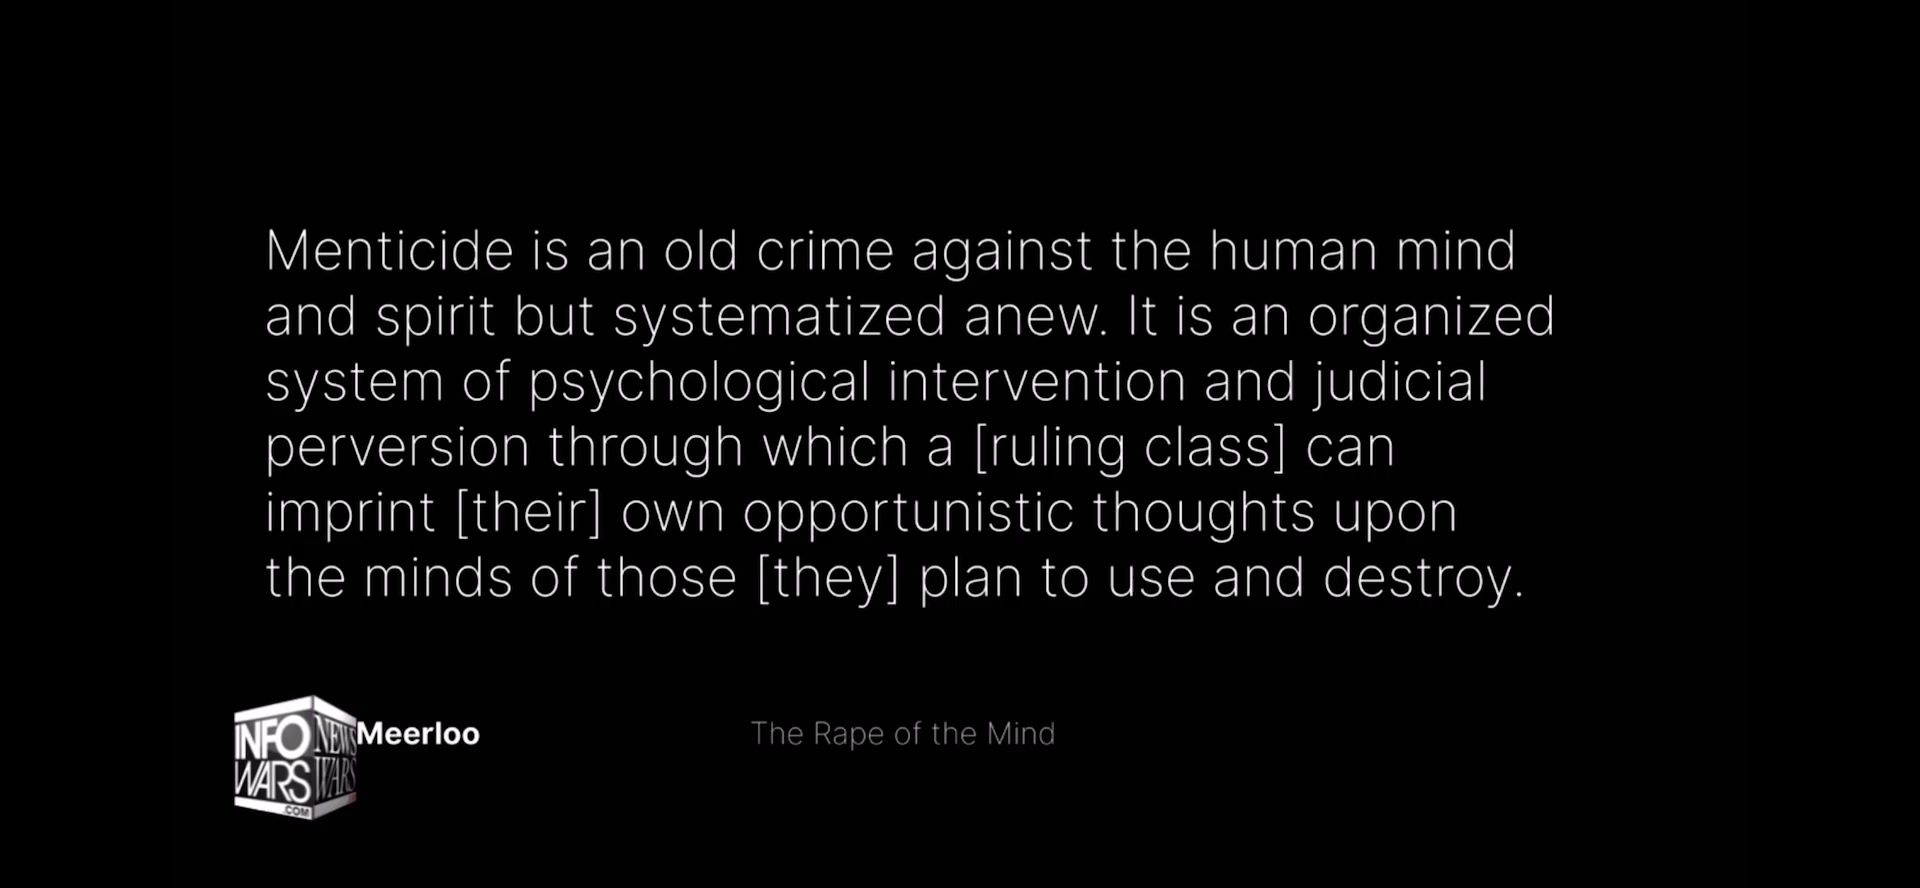 Menticide is an old crime against the human mind
and spirit but systematized anew. It is an organized
system of psychological intervention and judicial
perversion through which a [ruling class] can
imprint [their] own opportunistic thoughts upon
the minds of those [they] plan to use and destroy.
Meerloo
The Rape of the Mind
INFO
WARS
.COM
NEWS
WARS